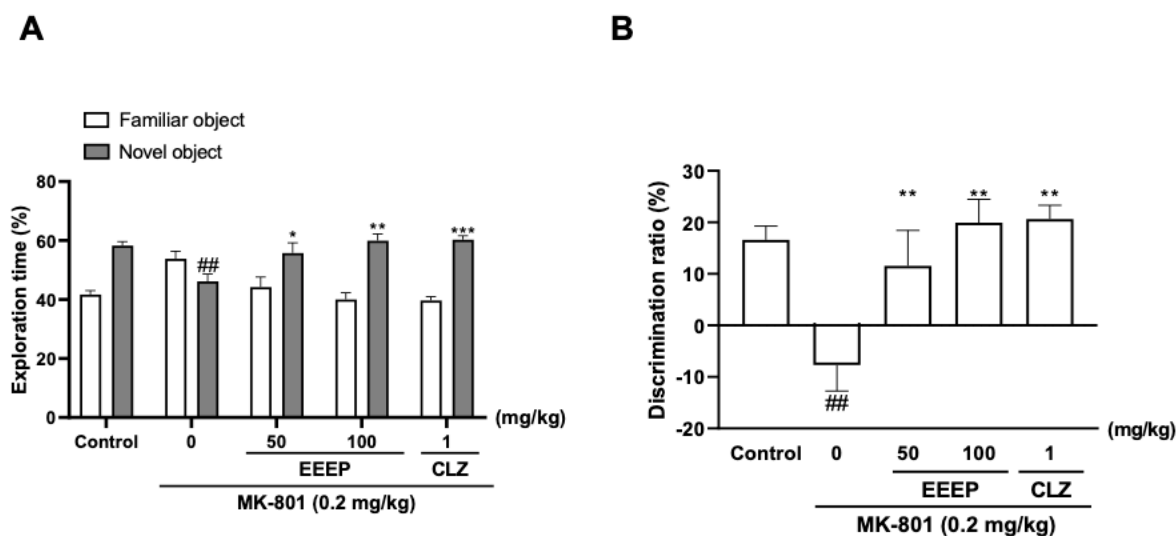 A
Familiar object
Novel object
Exploration time (%)
80
60
40
20
0
##
*
**
***
Control 0 50 100 1 (mg/kg)
EEEP CLZ
MK-801 (0.2 mg/kg)
B
Discrimination ratio (%)
30
20
10
0
-10
-20
** ** **
##
Control 0 50 100 1 (mg/kg)
EEEP CLZ
MK-801 (0.2 mg/kg)